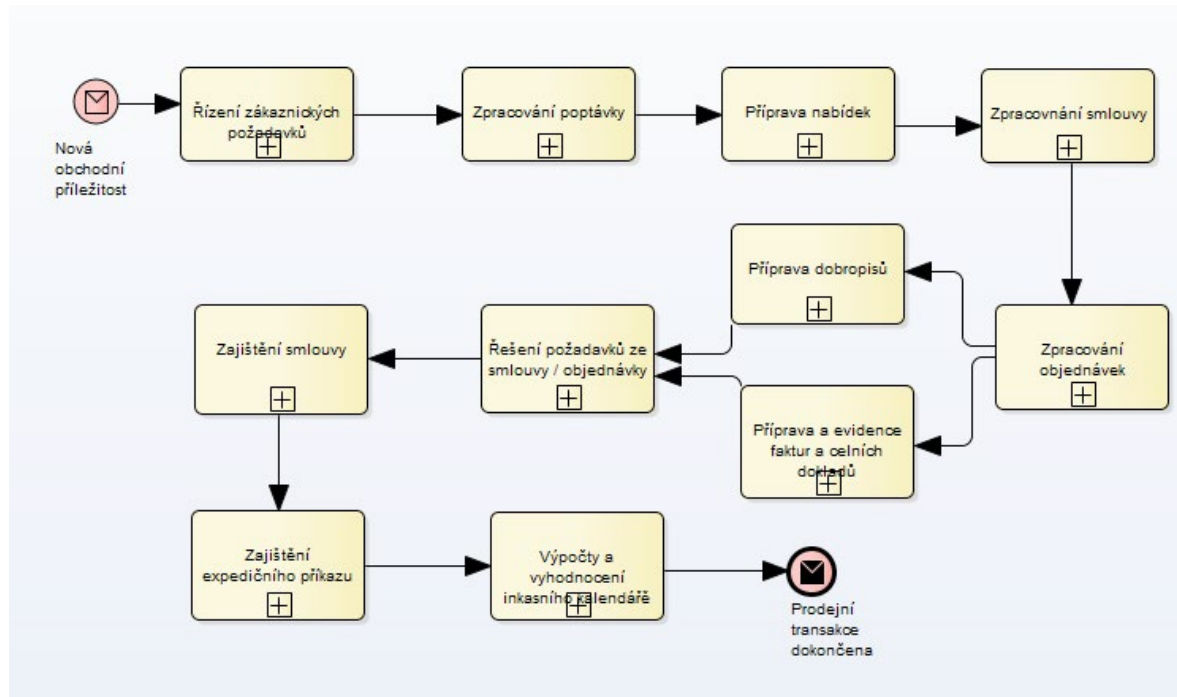 Nová
obchodní
příležitost
Řízení zákaznických
požadavků
Zpracování poptávky
Příprava nabídek
Zpracovnání smlouvy
Zpracování
objednávek
Příprava dobropisů
Příprava a evidence
faktur a celních
dokladů
Řešení požadavků ze
smlouvy / objednávky
Zajištění smlouvy
Zajištění
expedičního příkazu
Výpočty a
vyhodnocení
inkasního kalendářě
Prodejní
transakce
dokončena